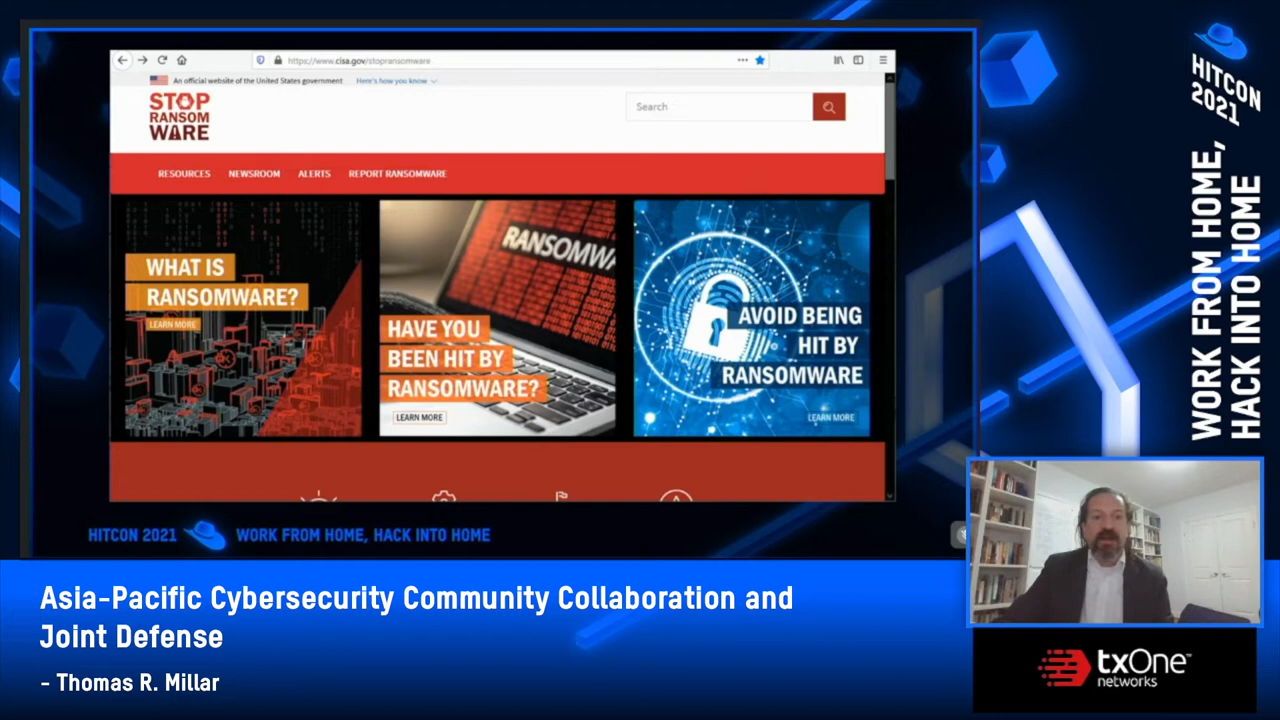 https://www.cisa.gov/stopransomware
An official website of the United States government Here's how you know
STOP
RANSOM
WARE
Search
RESOURCES NEWSROOM ALERTS REPORT RANSOMWARE
WHAT IS
RANSOMWARE?
LEARN MORE
RANSOMWA
HAVE YOU
BEEN HIT BY
RANSOMWARE?
LEARN MORE
AVOID BEING
HIT BY
RANSOMWARE
LEARN MORE
HITCON 2021 WORK FROM HOME, HACK INTO HOME
HITCON
2021
WORK FROM HOME,
HACK INTO HOME
Asia-Pacific Cybersecurity Community Collaboration and
Joint Defense
– Thomas R. Millar
txOne™
networks